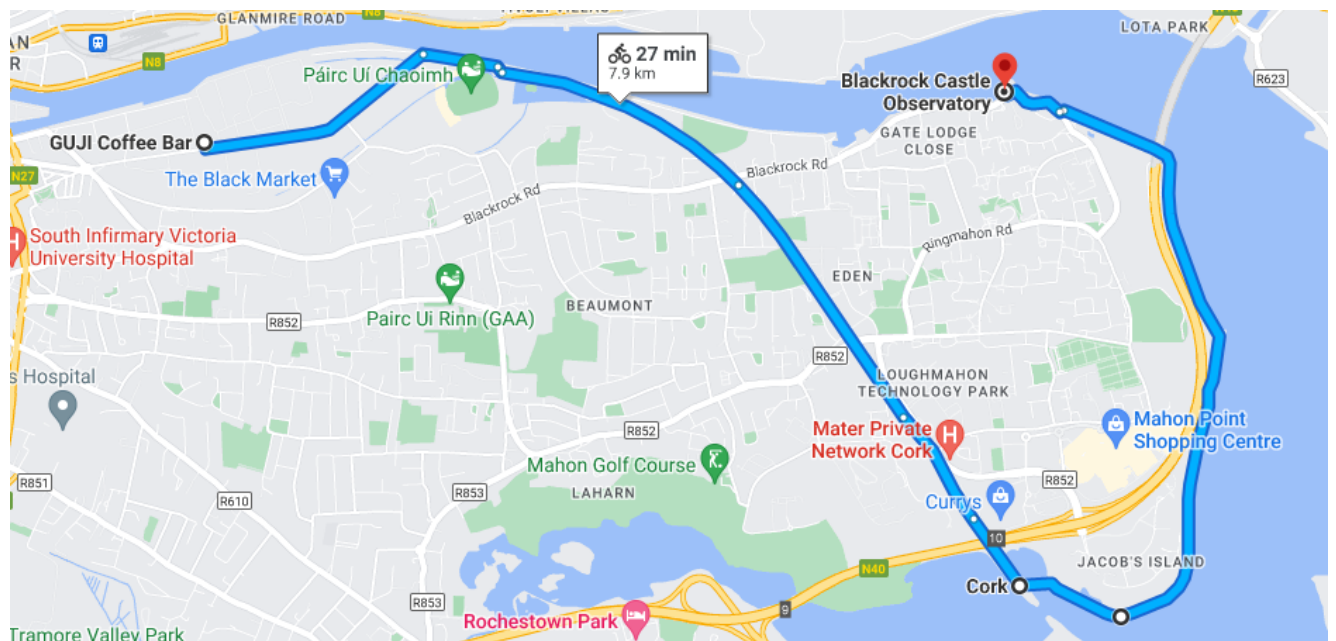 GLANMIRE ROAD
N8
LOTA PARK
N8
R623
27 min
7.9 km
Páirc Uí Chaoimh
Blackrock Castle
Observatory
GATE LODGE
CLOSE
GUJI Coffee Bar
N27
The Black Market
Blackrock Rd
Blackrock Rd
South Infirmary Victoria
University Hospital
Ringmahon Rd
EDEN
BEAUMONT
R852
Pairc Ui Rinn (GAA)
R852
s Hospital
LOUGHMAHON
TECHNOLOGY PARK
Mater Private
Network Cork
Mahon Point
Shopping Centre
R852
Mahon Golf Course
LAHARN
R851
R610
R853
R852
Currys
10
N40
JACOB'S ISLAND
Cork
R853
9
Rochestown Park
Tramore Valley Park